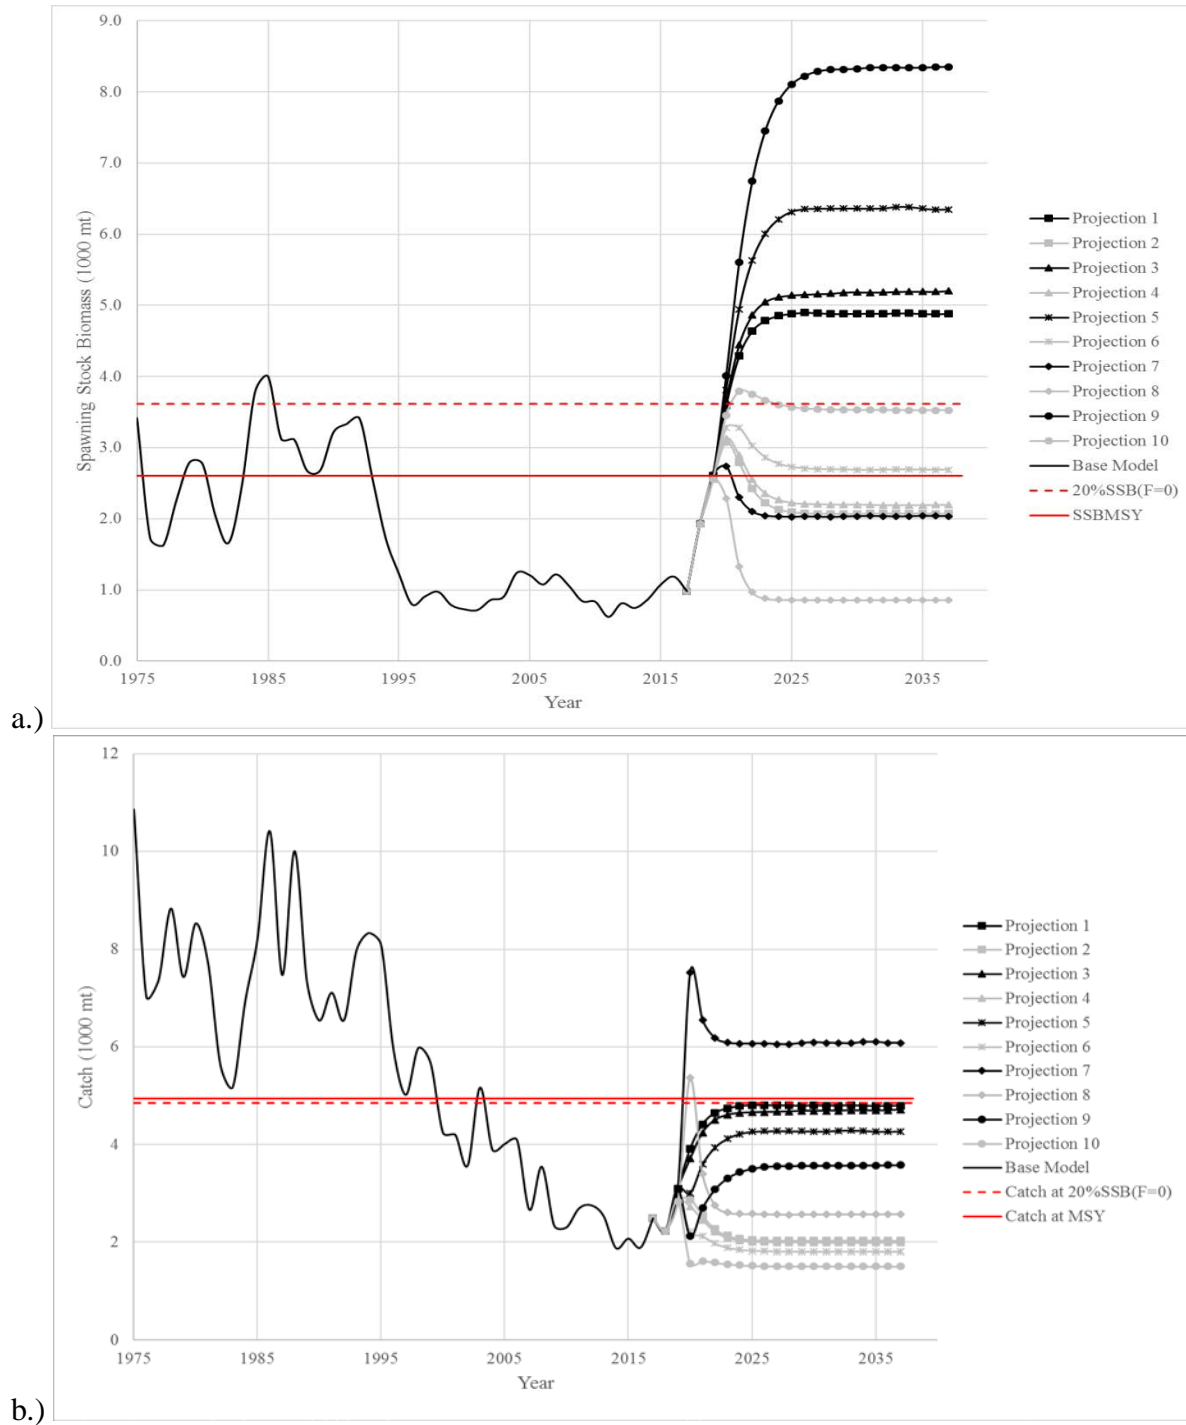 9.0
8.0
7.0
6.0
5.0
4.0
3.0
2.0
1.0
0.0
Spawning Stock Biomass (1000 mt)
1975 1985 1995 2005 2015 2025 2035
Year
Projection 1
Projection 2
Projection 3
Projection 4
Projection 5
Projection 6
Projection 7
Projection 8
Projection 9
Projection 10
Base Model
20%SSB(F=0)
SSBMSY
a.)
12
10
8
6
4
2
0
Catch (1000 mt)
1975 1985 1995 2005 2015 2025 2035
Year
Projection 1
Projection 2
Projection 3
Projection 4
Projection 5
Projection 6
Projection 7
Projection 8
Projection 9
Projection 10
Base Model
Catch at 20%SSB(F=0)
Catch at MSY
b.)